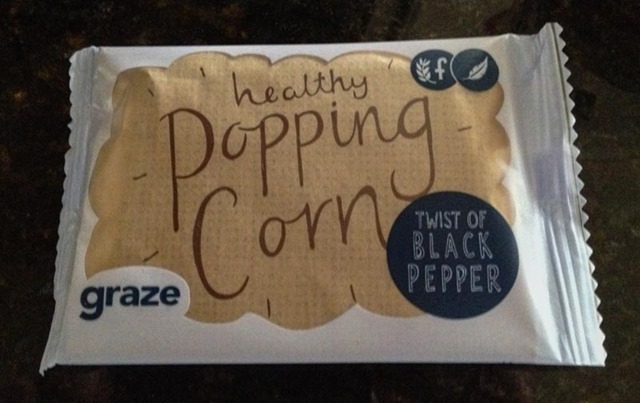 healthy
Popping
Corn
TWIST OF
BLACK
PEPPER
graze
f